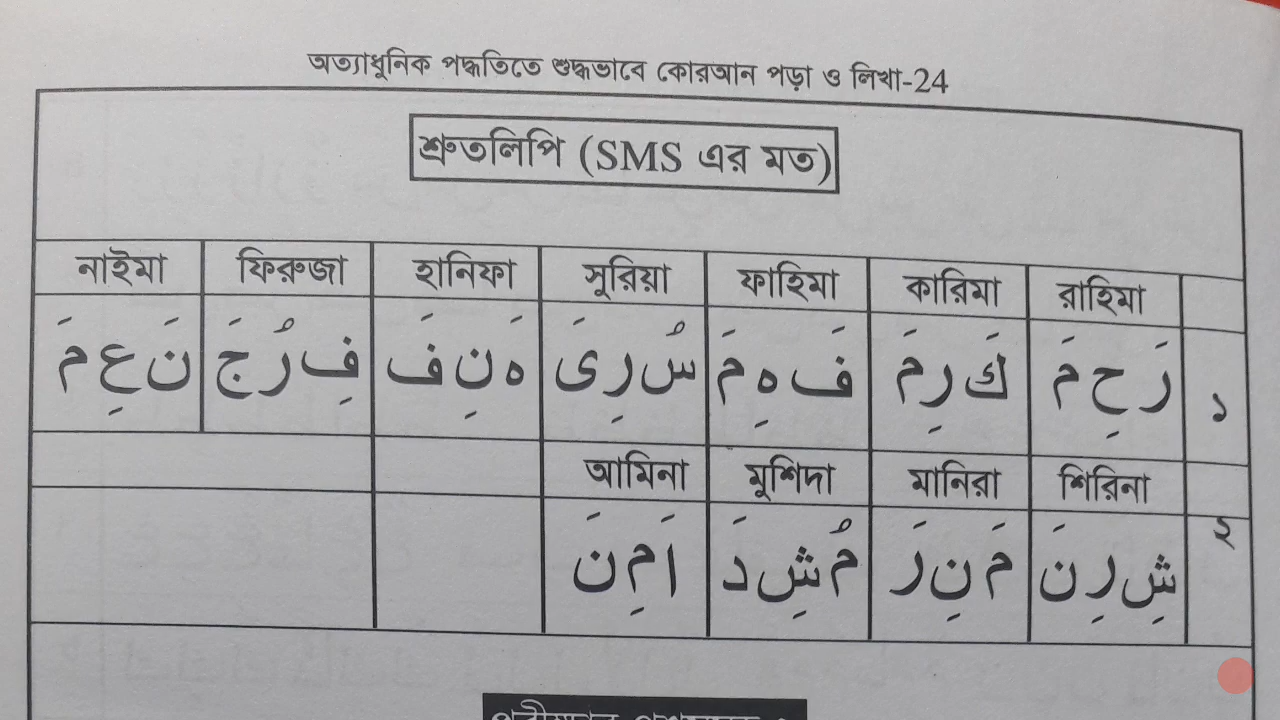 অত্যাধুনিক পদ্ধতিতে শুদ্ধভাবে কোরআন পড়া ও লিখা-24
শ্রুতলিপি (SMS এর মত)
নাইমা ফিরুজা হানিফা সুরিয়া ফাহিমা কারিমা রাহিমা
نَ عِ مَ فِ رُ جَ هَ نِ فَ سُ رِ ىَ فَ هِ مَ كَ رِ مَ رَ حِ مَ ১
আমিনা মুশিদা মানিরা শিরিনা
اَ مِ نَ مُ شِ دَ مَ نِ رَ شِ رِ نَ ২